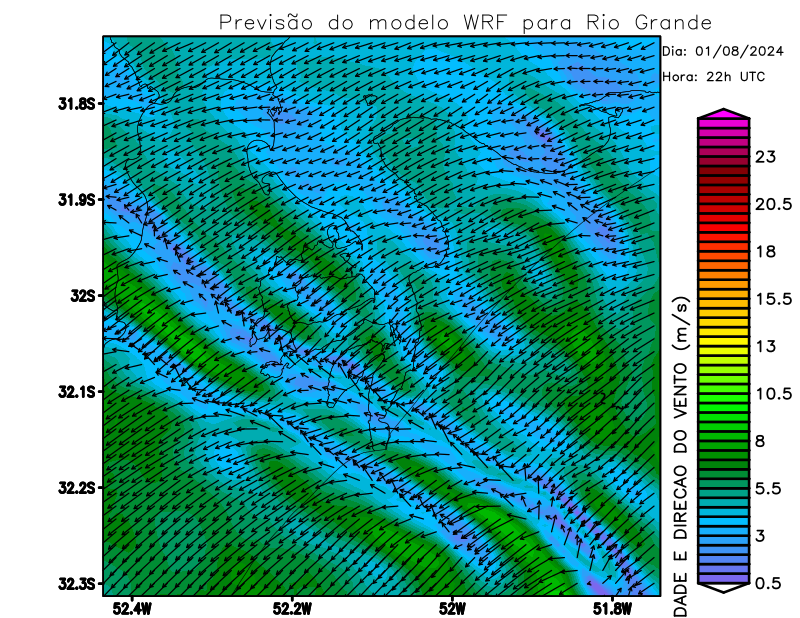 Previsão do modelo WRF para Rio Grande
Dia: 01/08/2024
Hora: 22h UTC
31.8S
31.9S
32S
32.1S
32.2S
32.3S
52.4W
52.2W
52W
51.8W
23
20.5
18
15.5
13
10.5
8
5.5
3
0.5
DADE E DIRECAO DO VENTO (m/s)